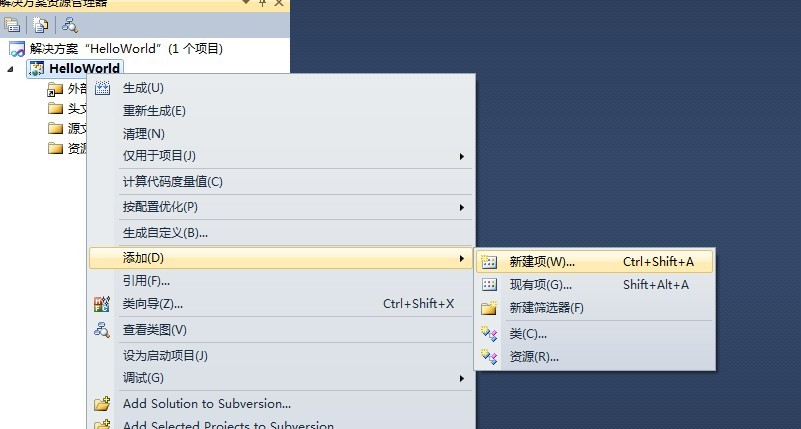 解决方案资源管理器
解决方案“HelloWorld”(1 个项目)
HelloWorld
外部
头文
源文
资源
生成(U)
重新生成(E)
清理(N)
仅用于项目(J)
计算代码度量值(C)
按配置优化(P)
生成自定义(B)...
添加(D)
引用(F)...
类向导(Z)... Ctrl+Shift+X
查看类图(V)
设为启动项目(J)
调试(G)
Add Solution to Subversion...
Add Selected Projects to Subversion
新建项(W)... Ctrl+Shift+A
现有项(G)... Shift+Alt+A
新建筛选器(F)
类(C)...
资源(R)...